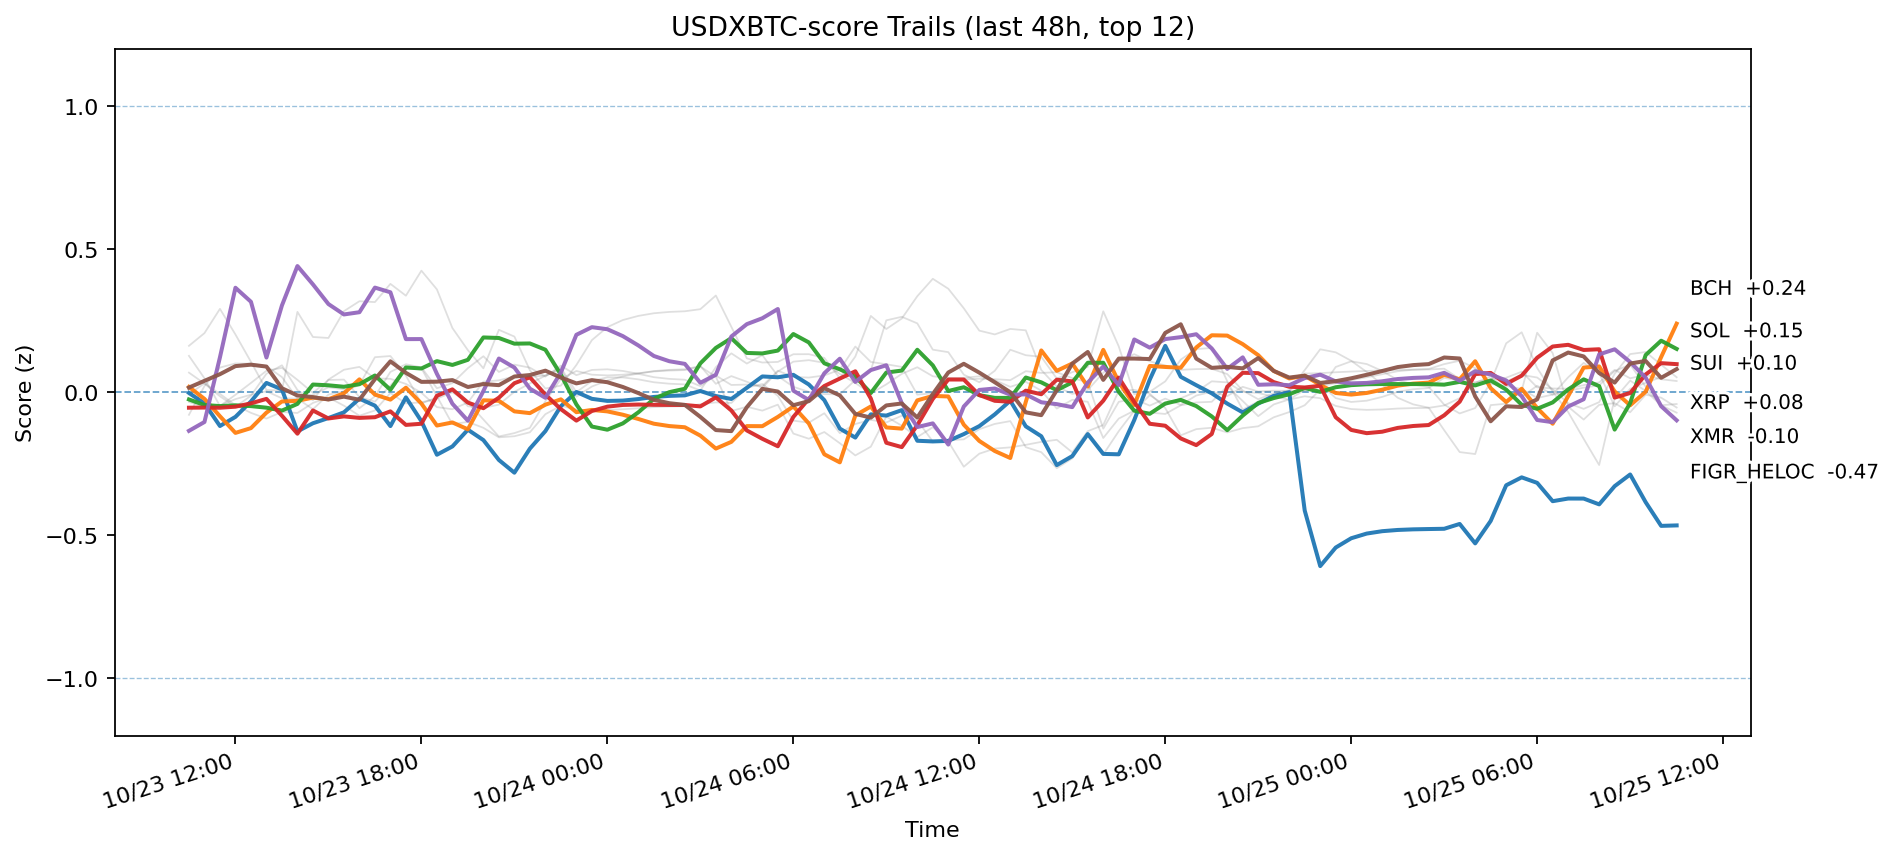 USDXBTC-score Trails (last 48h, top 12)
Score (z)
1.0
0.5
0.0
−0.5
−1.0
BCH +0.24
SOL +0.15
SUI +0.10
XRP +0.08
XMR -0.10
FIGR_HELOC -0.47
10/23 12:00
10/23 18:00
10/24 00:00
10/24 06:00
10/24 12:00
10/24 18:00
10/25 00:00
10/25 06:00
10/25 12:00
Time